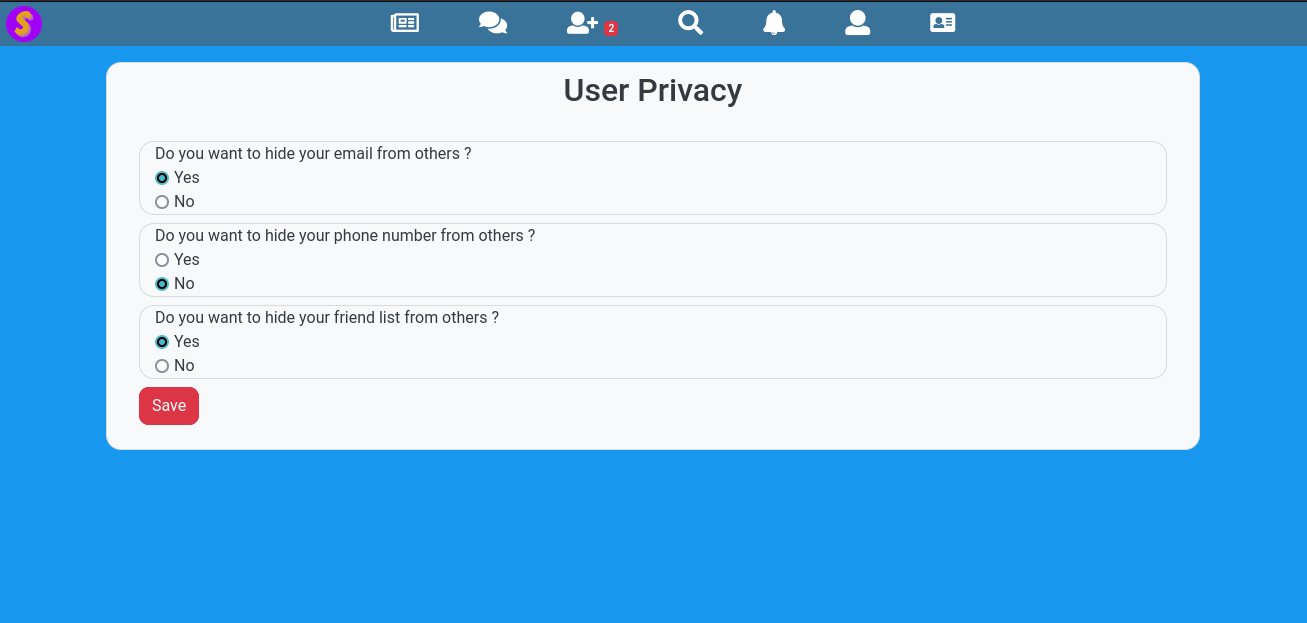 2
User Privacy
Do you want to hide your email from others ?
Yes
No
Do you want to hide your phone number from others ?
Yes
No
Do you want to hide your friend list from others ?
Yes
No
Save